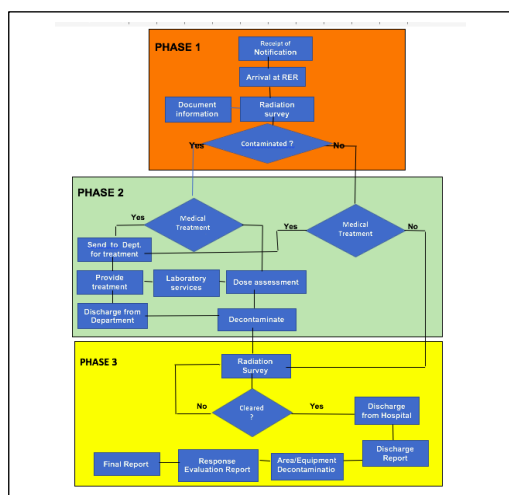 PHASE 1
Receipt of
Notification
Arrival at RER
Document
information
Radiation
survey
Yes
Contaminated ?
No
PHASE 2
Yes
Medical
Treatment
Yes
Medical
Treatment
No
Send to Dept.
for treatment
Provide
treatment
Laboratory
services
Dose assessment
Discharge from
Department
Decontaminate
PHASE 3
Radiation
Survey
No
Cleared
?
Yes
Discharge
from Hospital
Final Report
Response
Evaluation Report
Area/Equipment
Decontaminatio
Discharge
Report